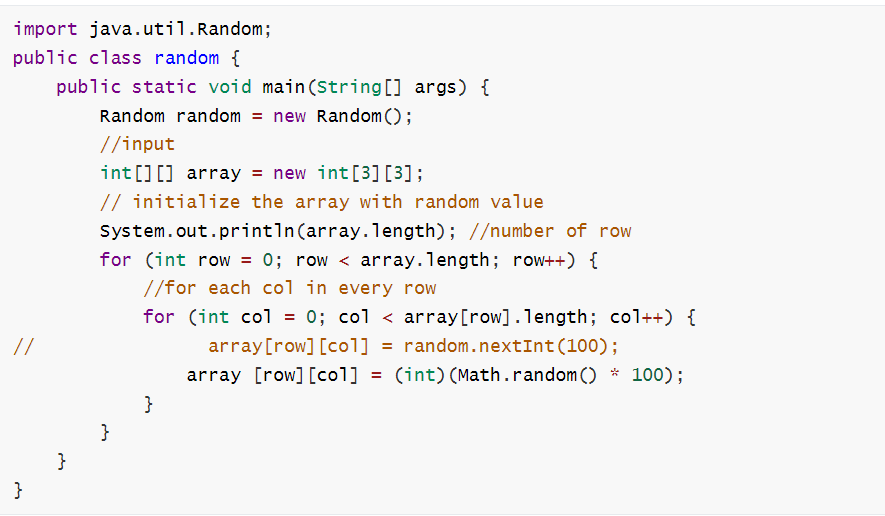 import java.util.Random;
public class random {
    public static void main(String[] args) {
        Random random = new Random();
        //input
        int[][] array = new int[3][3];
        // initialize the array with random value
        System.out.println(array.length); //number of row
        for (int row = 0; row < array.length; row++) {
            //for each col in every row
            for (int col = 0; col < array[row].length; col++) {
//                array[row][col] = random.nextInt(100);
                array [row][col] = (int)(Math.random() * 100);
            }
        }
    }
}